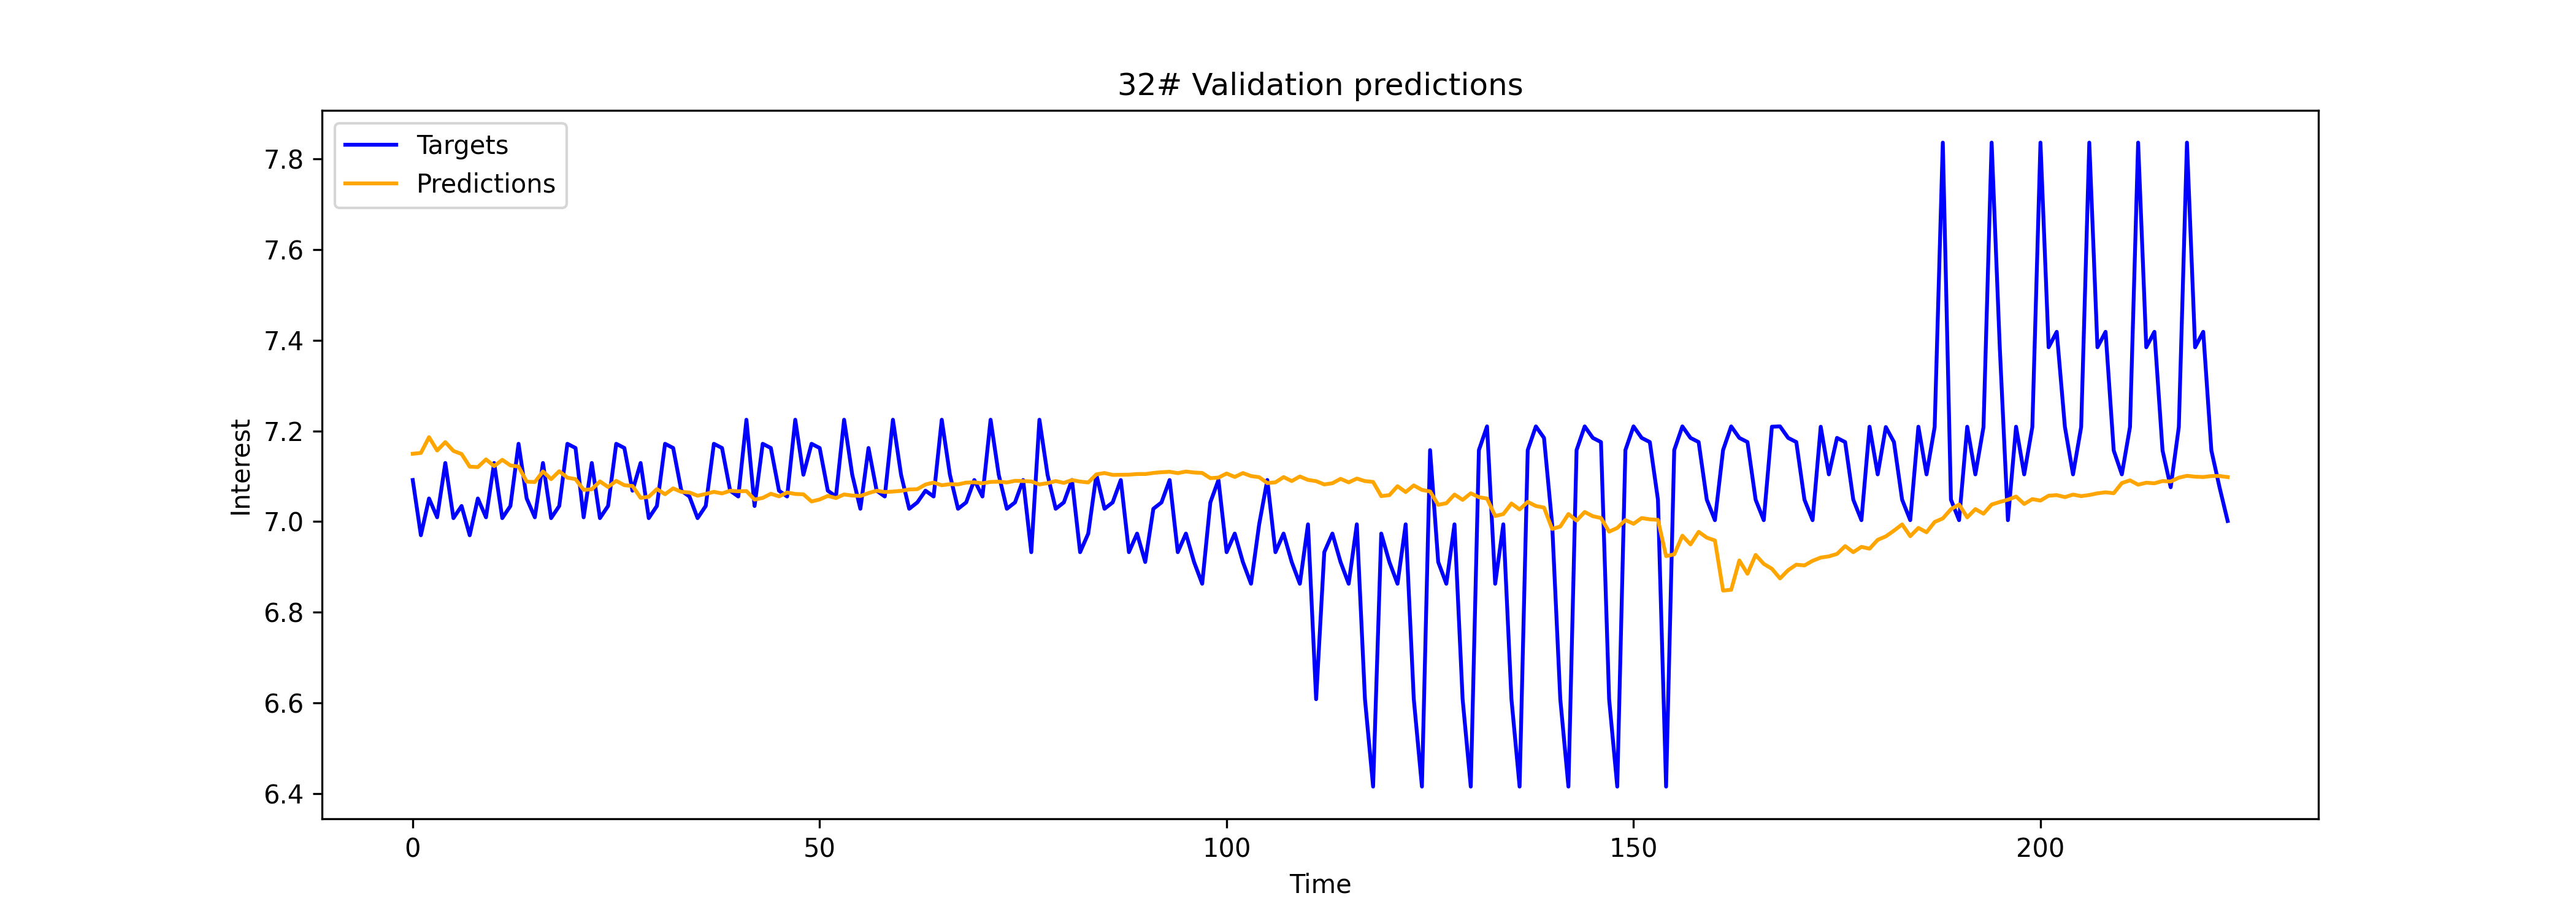 32# Validation predictions
Targets
Predictions
7.8
7.6
7.4
7.2
7.0
6.8
6.6
6.4
Interest
0 50 100 150 200
Time